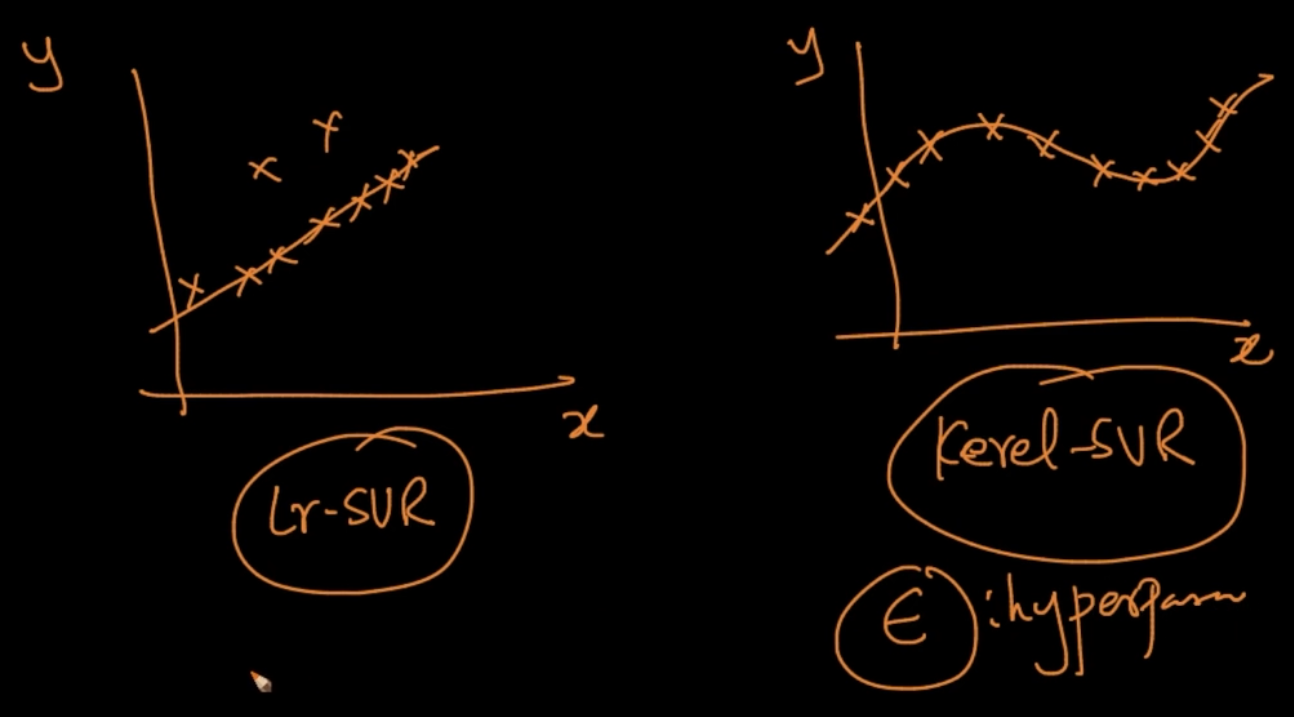 y
x
Lr-SVR
y
x
Kerel-SVR
ϵ : hyperparam